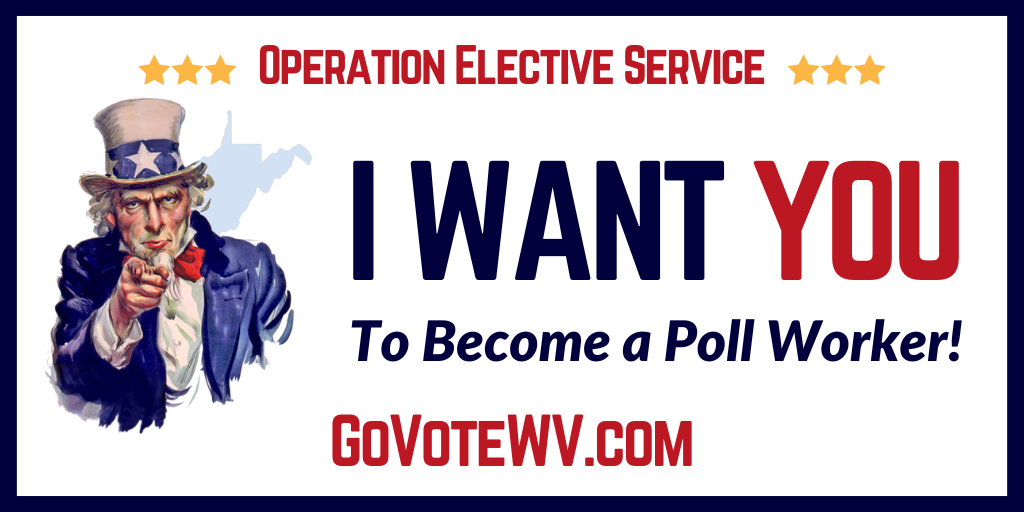 Operation Elective Service
I WANT YOU
To Become a Poll Worker!
GoVoteWV.com